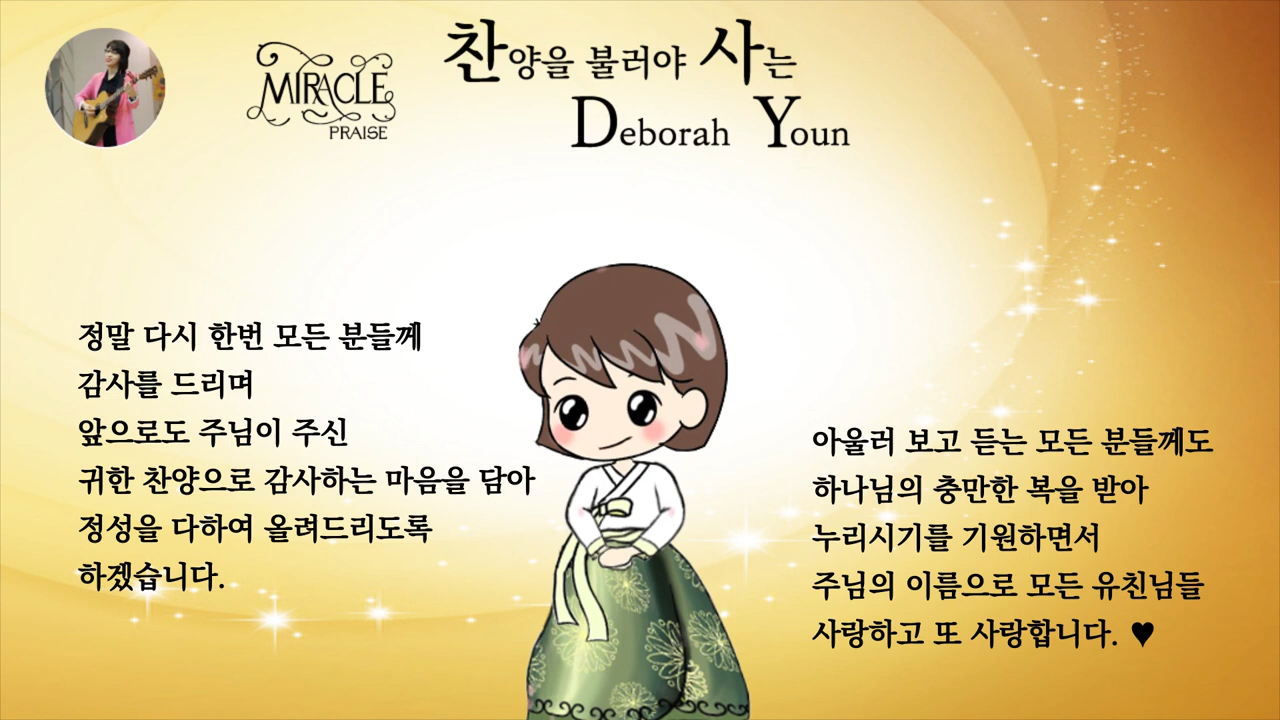 찬양을 불러야 사는
Deborah Youn
MIRACLE
PRAISE
정말 다시 한번 모든 분들께
감사를 드리며
앞으로도 주님이 주신
귀한 찬양으로 감사하는 마음을 담아
정성을 다하여 올려드리도록
하겠습니다.
아울러 보고 듣는 모든 분들께도
하나님의 충만한 복을 받아
누리시기를 기원하면서
주님의 이름으로 모든 유친님들
사랑하고 또 사랑합니다. ♥